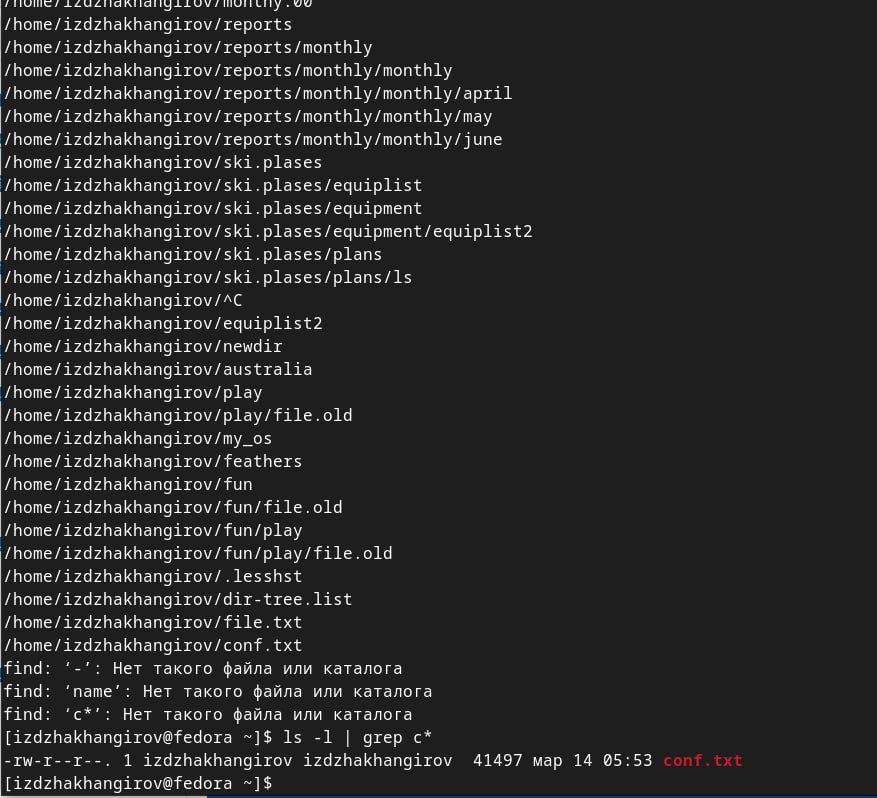 /home/izdzhakhangirov/monthy.00
/home/izdzhakhangirov/reports
/home/izdzhakhangirov/reports/monthly
/home/izdzhakhangirov/reports/monthly/monthly
/home/izdzhakhangirov/reports/monthly/monthly/april
/home/izdzhakhangirov/reports/monthly/monthly/may
/home/izdzhakhangirov/reports/monthly/monthly/june
/home/izdzhakhangirov/ski.plases
/home/izdzhakhangirov/ski.plases/equiplist
/home/izdzhakhangirov/ski.plases/equipment
/home/izdzhakhangirov/ski.plases/equipment/equiplist2
/home/izdzhakhangirov/ski.plases/plans
/home/izdzhakhangirov/ski.plases/plans/ls
/home/izdzhakhangirov/^C
/home/izdzhakhangirov/equiplist2
/home/izdzhakhangirov/newdir
/home/izdzhakhangirov/australia
/home/izdzhakhangirov/play
/home/izdzhakhangirov/play/file.old
/home/izdzhakhangirov/my_os
/home/izdzhakhangirov/feathers
/home/izdzhakhangirov/fun
/home/izdzhakhangirov/fun/file.old
/home/izdzhakhangirov/fun/play
/home/izdzhakhangirov/fun/play/file.old
/home/izdzhakhangirov/.lesshst
/home/izdzhakhangirov/dir-tree.list
/home/izdzhakhangirov/file.txt
/home/izdzhakhangirov/conf.txt
find: ‘-’: Нет такого файла или каталога
find: ‘name’: Нет такого файла или каталога
find: ‘c*’: Нет такого файла или каталога
[izdzhakhangirov@fedora ~]$ ls -l | grep c*
-rw-r--r--. 1 izdzhakhangirov izdzhakhangirov  41497 мар 14 05:53 conf.txt
[izdzhakhangirov@fedora ~]$